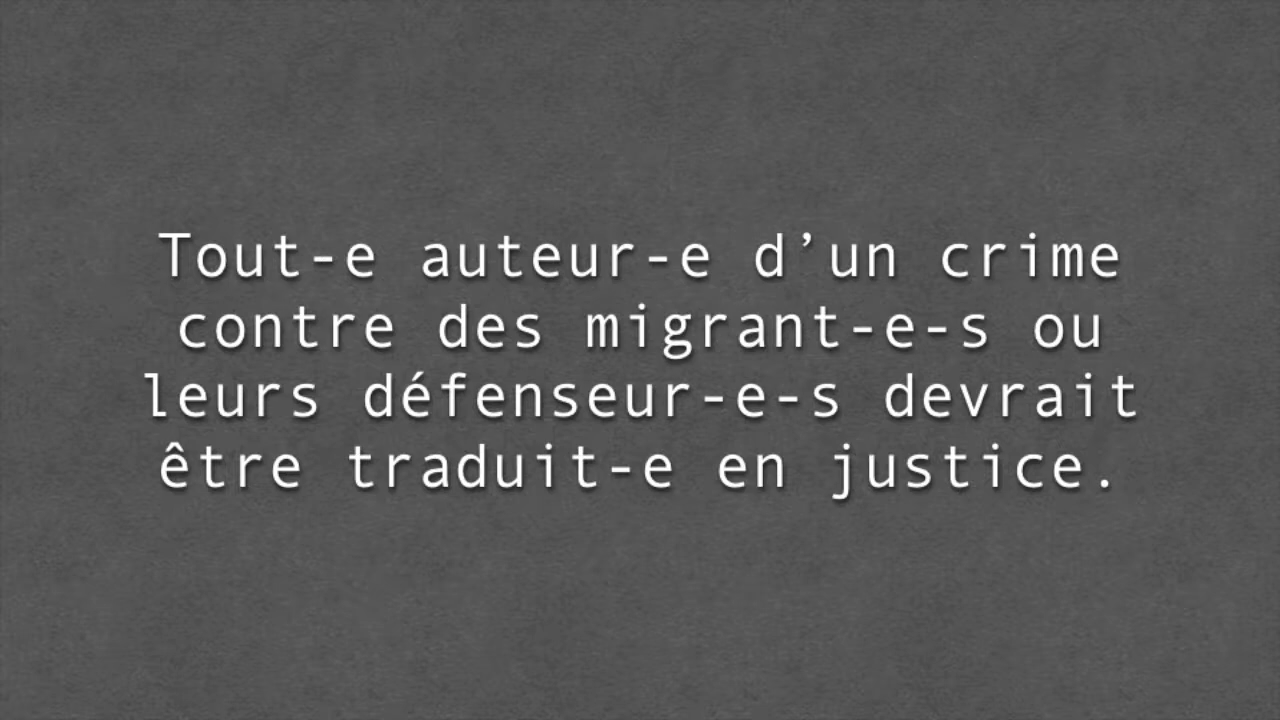 Tout-e auteur-e d’un crime
contre des migrant-e-s ou
leurs défenseur-e-s devrait
être traduit-e en justice.